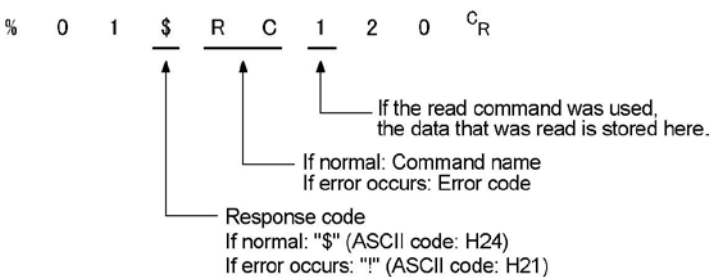 % 0 1 $ R C 1 2 0 CR
If the read command was used,
the data that was read is stored here.
If normal: Command name
If error occurs: Error code
Response code
If normal: "$" (ASCII code: H24)
If error occurs: "!" (ASCII code: H21)